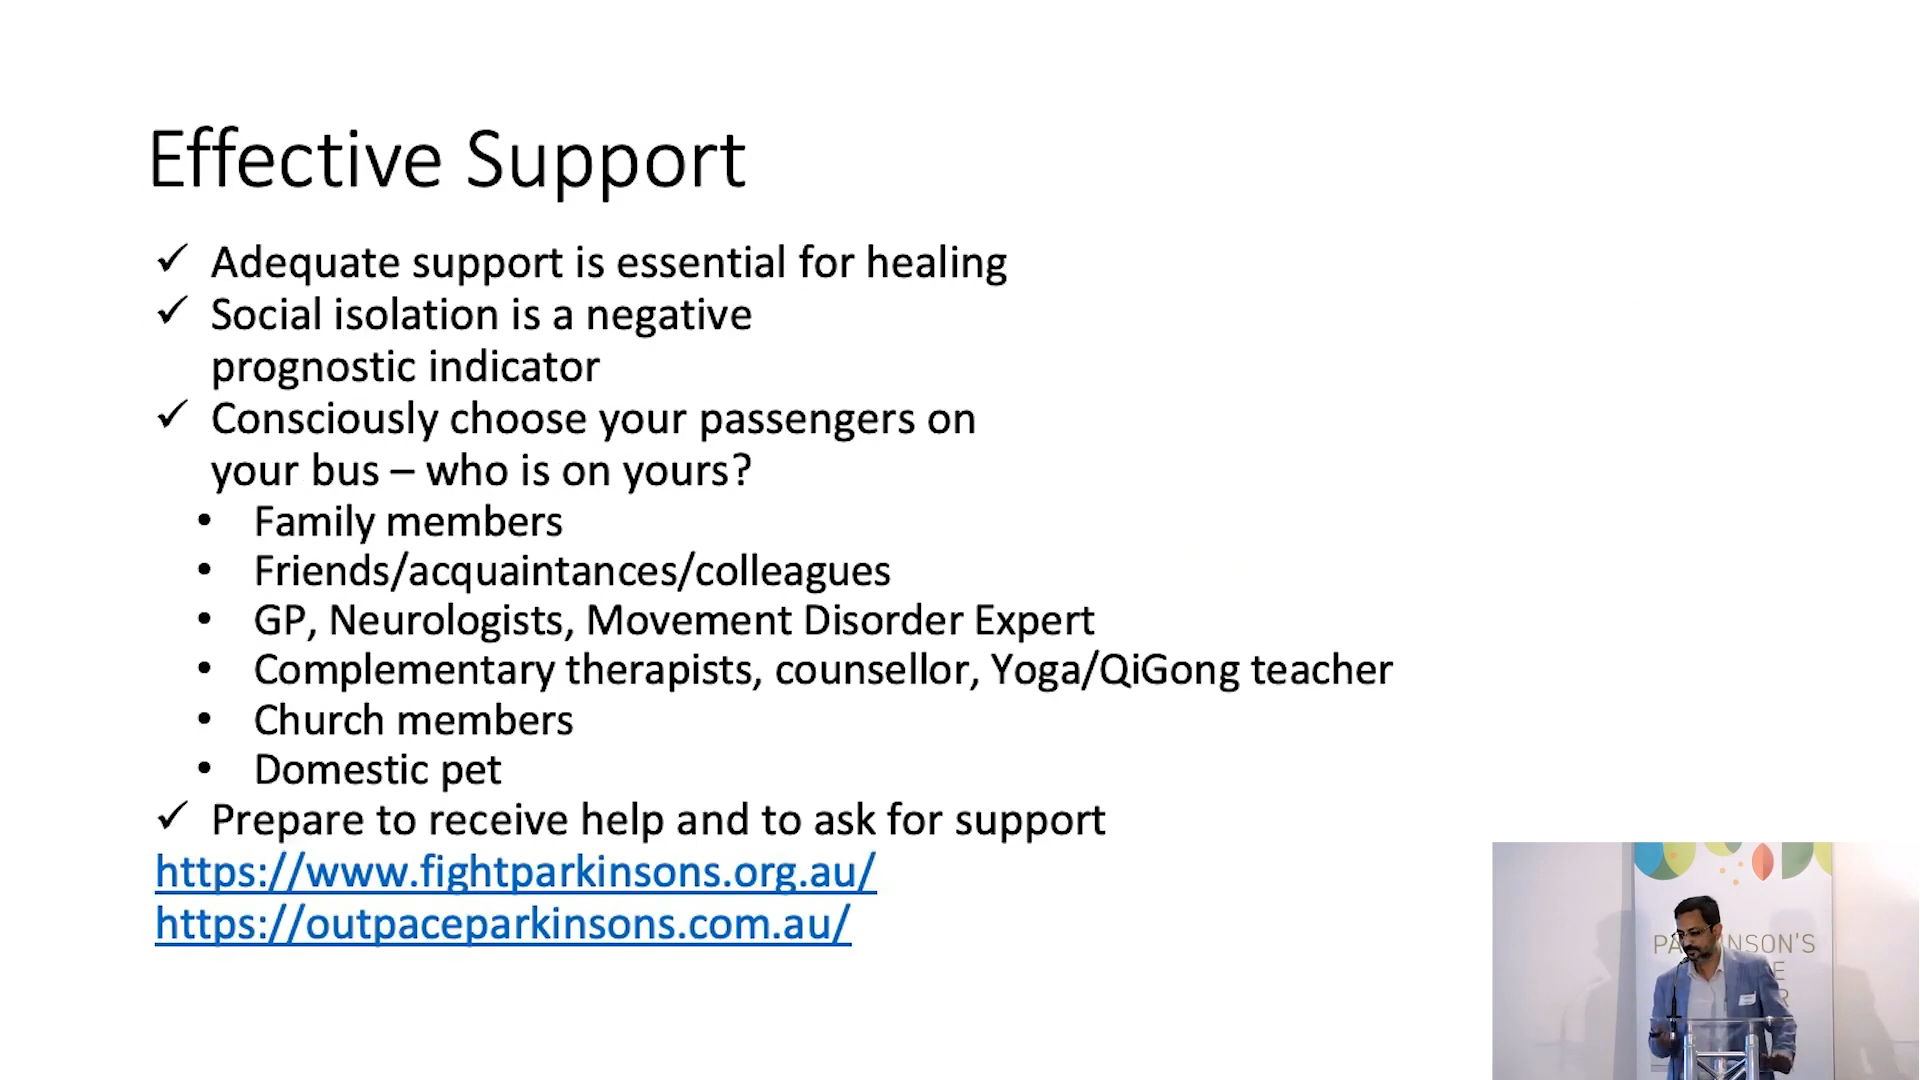 Effective Support
✓ Adequate support is essential for healing
✓ Social isolation is a negative
prognostic indicator
✓ Consciously choose your passengers on
your bus – who is on yours?
• Family members
• Friends/acquaintances/colleagues
• GP, Neurologists, Movement Disorder Expert
• Complementary therapists, counsellor, Yoga/QiGong teacher
• Church members
• Domestic pet
✓ Prepare to receive help and to ask for support
https://www.fightparkinsons.org.au/
https://outpaceparkinsons.com.au/